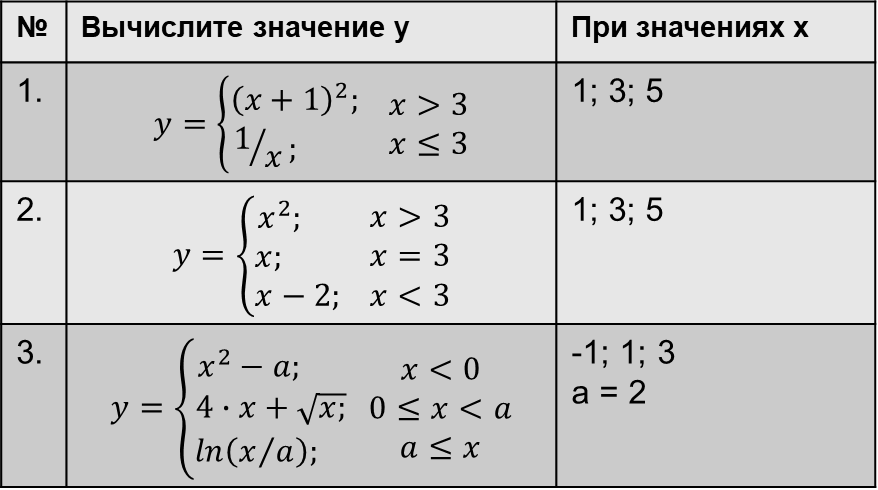 № Вычислите значение y При значениях x
1. y = {(x + 1)²; x > 3 1; 3; 5
1/x; x ≤ 3
2. x²; x > 3 1; 3; 5
y = {x; x = 3
x − 2; x < 3
3. x² − a; x < 0 -1; 1; 3
y = {4 · x + √x; 0 ≤ x < a a = 2
ln(x/a); a ≤ x